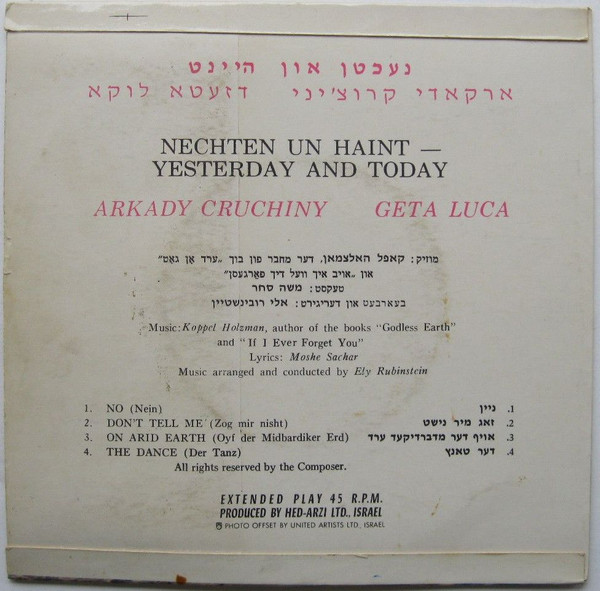 נעכטן און היינט
ארקאדי קרוצ'יני דזעטא לוקא
NECHTEN UN HAINT —
YESTERDAY AND TODAY
ARKADY CRUCHINY GETA LUCA
מוזיק: קאפל האלצמאן, דער מחבר פון בוך „ערד אן גאט"
און „אויב איך וועל דיך פארגעסן"
טעקסט: משה סחר
בעארבעט און דעריגירט: אלי רובינשטיין
Music: Koppel Holzman, author of the books "Godless Earth"
and "If I Ever Forget You"
Lyrics: Moshe Sachar
Music arranged and conducted by Ely Rubinstein
1. NO (Nein) 1. ניין
2. DON'T TELL ME (Zog mir nisht) 2. זאג מיר נישט
3. ON ARID EARTH (Oyf der Midbardiker Erd) 3. אויף דער מדברדיקעד ערד
4. THE DANCE (Der Tanz) 4. דער טאנץ
All rights reserved by the Composer.
EXTENDED PLAY 45 R.P.M.
PRODUCED BY HED-ARZI LTD., ISRAEL
PHOTO OFFSET BY UNITED ARTISTS LTD., ISRAEL